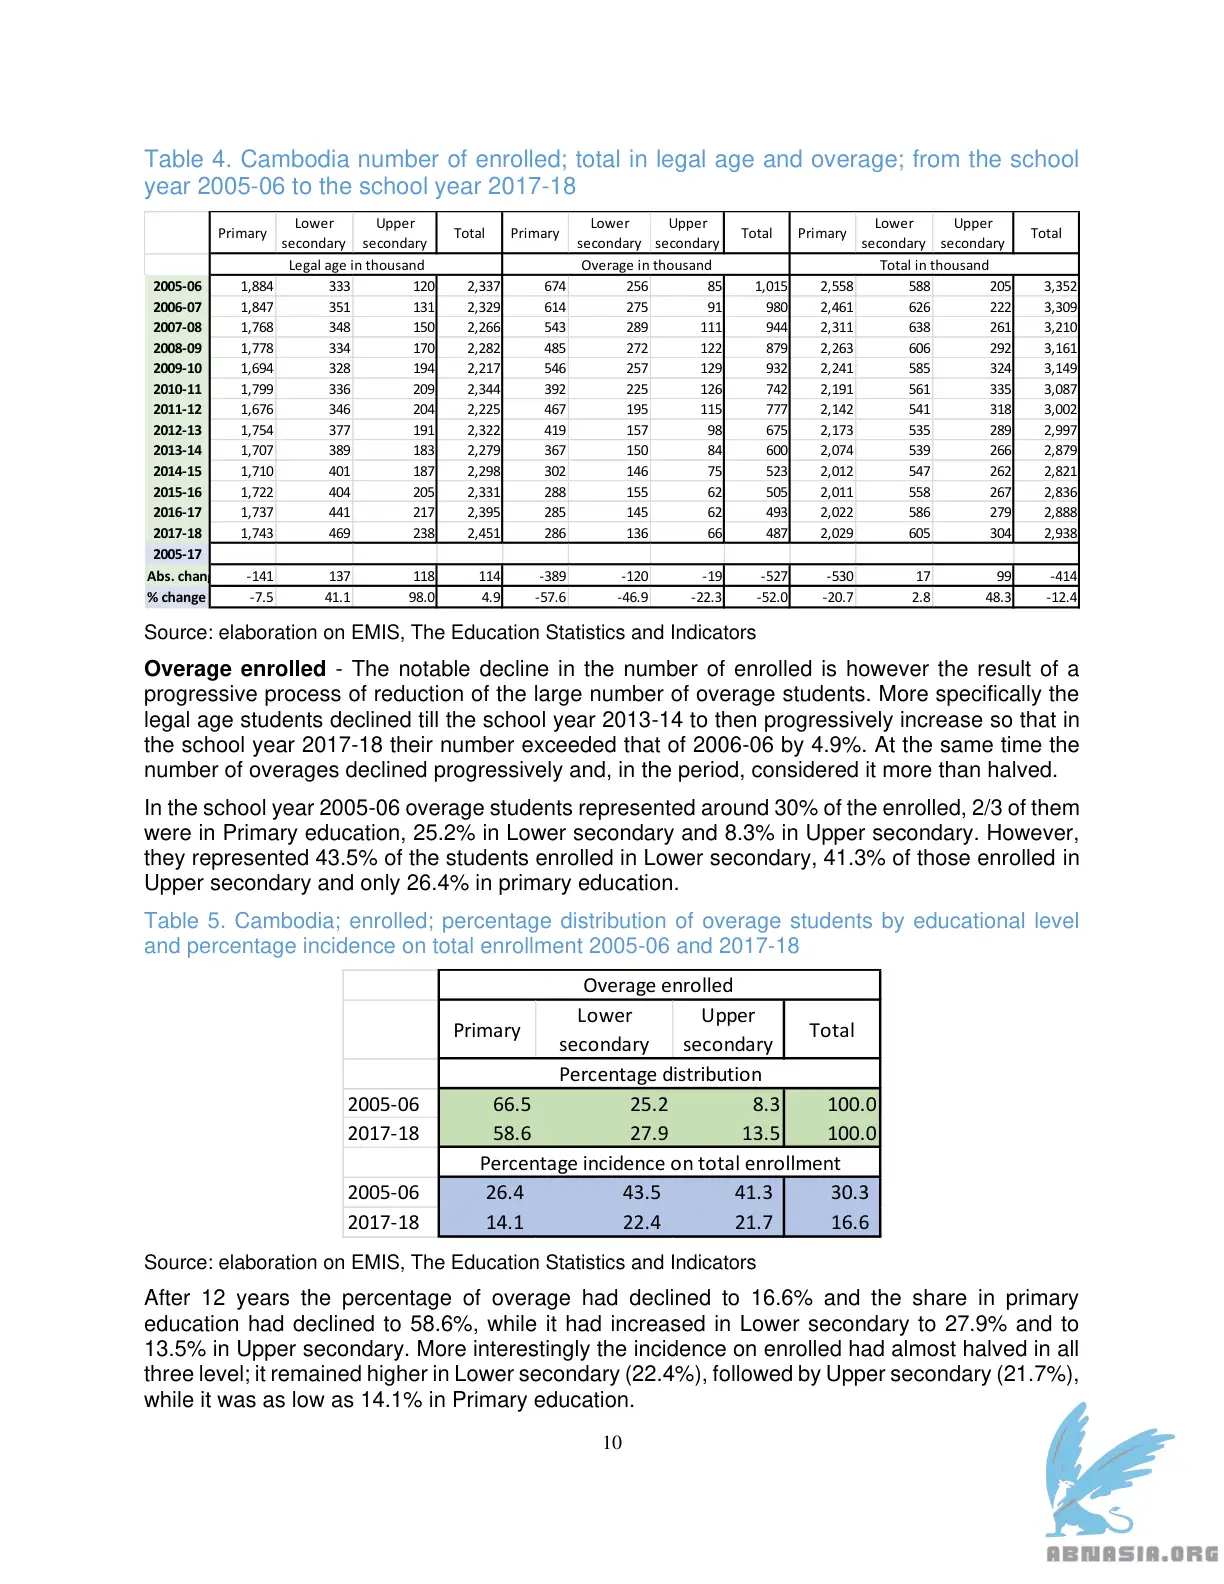 Table 4. Cambodia number of enrolled; total in legal age and overage; from the school
year 2005-06 to the school year 2017-18
Primary Lower secondary Upper secondary Total Primary Lower secondary Upper secondary Total Primary Lower secondary Upper secondary Total
Legal age in thousand Overage in thousand Total in thousand
2005-06 1,884 333 120 2,337 674 256 85 1,015 2,558 588 205 3,352
2006-07 1,847 351 131 2,329 614 275 91 980 2,461 626 222 3,309
2007-08 1,768 348 150 2,266 543 289 111 944 2,311 638 261 3,210
2008-09 1,778 334 170 2,282 485 272 122 879 2,263 606 292 3,161
2009-10 1,694 328 194 2,217 546 257 129 932 2,241 585 324 3,149
2010-11 1,799 336 209 2,344 392 225 126 742 2,191 561 335 3,087
2011-12 1,676 346 204 2,225 467 195 115 777 2,142 541 318 3,002
2012-13 1,754 377 191 2,322 419 157 98 675 2,173 535 289 2,997
2013-14 1,707 389 183 2,279 367 150 84 600 2,074 539 266 2,879
2014-15 1,710 401 187 2,298 302 146 75 523 2,012 547 262 2,821
2015-16 1,722 404 205 2,331 288 155 62 505 2,011 558 267 2,836
2016-17 1,737 441 217 2,395 285 145 62 493 2,022 586 279 2,888
2017-18 1,743 469 238 2,451 286 136 66 487 2,029 605 304 2,938
2005-17
Abs. chan -141 137 118 114 -389 -120 -19 -527 -530 17 99 -414
% change -7.5 41.1 98.0 4.9 -57.6 -46.9 -22.3 -52.0 -20.7 2.8 48.3 -12.4
Source: elaboration on EMIS, The Education Statistics and Indicators
Overage enrolled - The notable decline in the number of enrolled is however the result of a
progressive process of reduction of the large number of overage students. More specifically the
legal age students declined till the school year 2013-14 to then progressively increase so that in
the school year 2017-18 their number exceeded that of 2006-06 by 4.9%. At the same time the
number of overages declined progressively and, in the period, considered it more than halved.
In the school year 2005-06 overage students represented around 30% of the enrolled, 2/3 of them
were in Primary education, 25.2% in Lower secondary and 8.3% in Upper secondary. However,
they represented 43.5% of the students enrolled in Lower secondary, 41.3% of those enrolled in
Upper secondary and only 26.4% in primary education.
Table 5. Cambodia; enrolled; percentage distribution of overage students by educational level
and percentage incidence on total enrollment 2005-06 and 2017-18
Overage enrolled
Primary Lower secondary Upper secondary Total
Percentage distribution
2005-06 66.5 25.2 8.3 100.0
2017-18 58.6 27.9 13.5 100.0
Percentage incidence on total enrollment
2005-06 26.4 43.5 41.3 30.3
2017-18 14.1 22.4 21.7 16.6
Source: elaboration on EMIS, The Education Statistics and Indicators
After 12 years the percentage of overage had declined to 16.6% and the share in primary
education had declined to 58.6%, while it had increased in Lower secondary to 27.9% and to
13.5% in Upper secondary. More interestingly the incidence on enrolled had almost halved in all
three level; it remained higher in Lower secondary (22.4%), followed by Upper secondary (21.7%),
while it was as low as 14.1% in Primary education.
10
ABNASIA.ORG